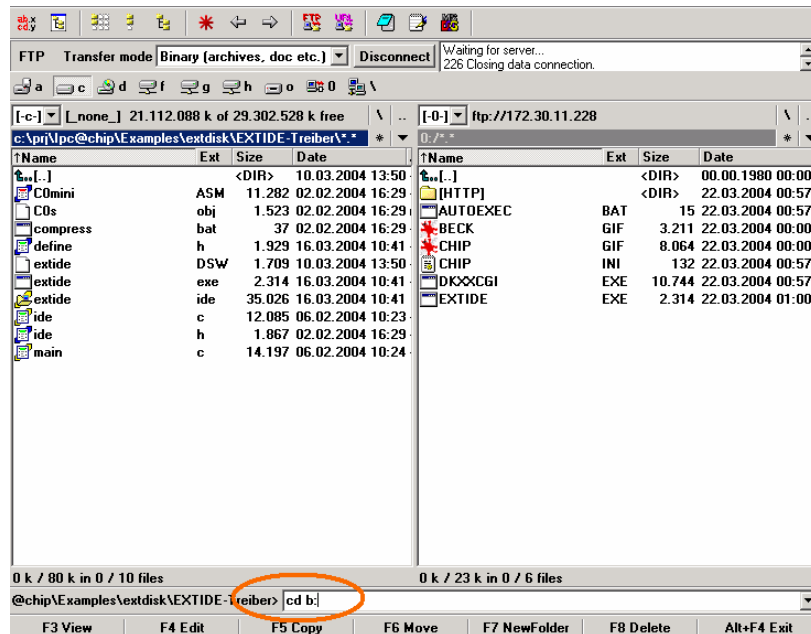 FTP Transfer mode Binary (archives, doc etc.) Disconnect Waiting for server...
226 Closing data connection.
a c d f g h o 0 \
[-c-] [_none_] 21.112.088 k of 29.302.528 k free \ .. [-0-] ftp://172.30.11.228 \ .
c:\prj\Ipc@chip\Examples\extdisk\EXTIDE-Treiber\*.* * 0:/*.* *
↑Name Ext Size Date ↑Name Ext Size Date
[..] <DIR> 10.03.2004 13:50 [..] <DIR> 00.00.1980 00:00
C0mini ASM 11.282 02.02.2004 16:29 [HTTP] <DIR> 22.03.2004 00:57
C0s obj 1.523 02.02.2004 16:29 AUTOEXEC BAT 15 22.03.2004 00:57
compress bat 37 02.02.2004 16:29 BECK GIF 3.211 22.03.2004 00:00
define h 1.929 16.03.2004 10:41 CHIP GIF 8.064 22.03.2004 00:00
extide DSW 1.709 10.03.2004 13:50 CHIP INI 132 22.03.2004 00:57
extide exe 2.314 16.03.2004 10:41 DKXXCGI EXE 10.744 22.03.2004 00:57
extide ide 35.026 16.03.2004 10:41 EXTIDE EXE 2.314 22.03.2004 01:00
ide c 12.085 06.02.2004 10:23
ide h 1.867 02.02.2004 16:29
main c 14.197 06.02.2004 10:24
0 k / 80 k in 0 / 10 files 0 k / 23 k in 0 / 6 files
@chip\Examples\extdisk\EXTIDE-Treiber> cd b:
F3 View F4 Edit F5 Copy F6 Move F7 NewFolder F8 Delete Alt+F4 Exit